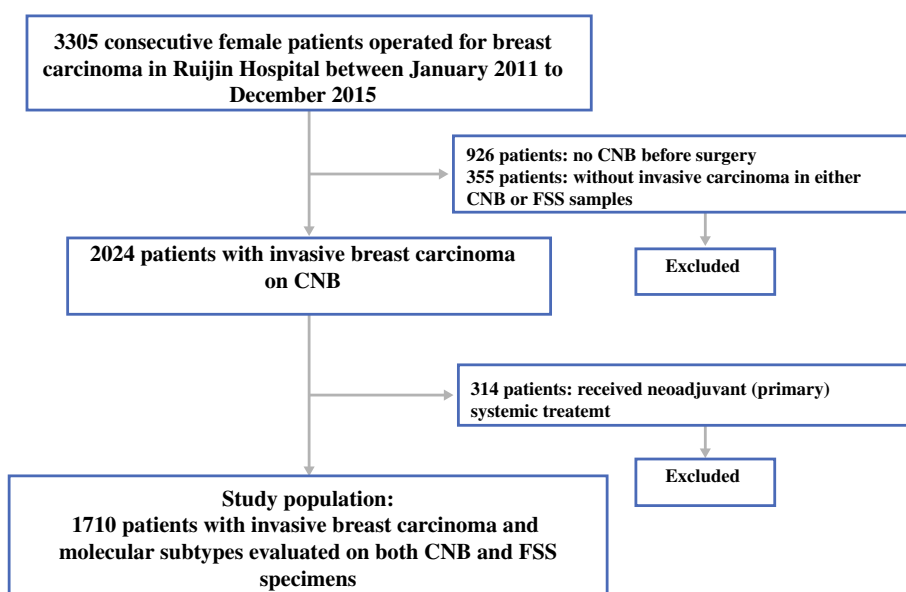 3305 consecutive female patients operated for breast
carcinoma in Ruijin Hospital between January 2011 to
December 2015
926 patients: no CNB before surgery
355 patients: without invasive carcinoma in either
CNB or FSS samples
Excluded
2024 patients with invasive breast carcinoma
on CNB
314 patients: received neoadjuvant (primary)
systemic treatemt
Excluded
Study population:
1710 patients with invasive breast carcinoma and
molecular subtypes evaluated on both CNB and FSS
specimens